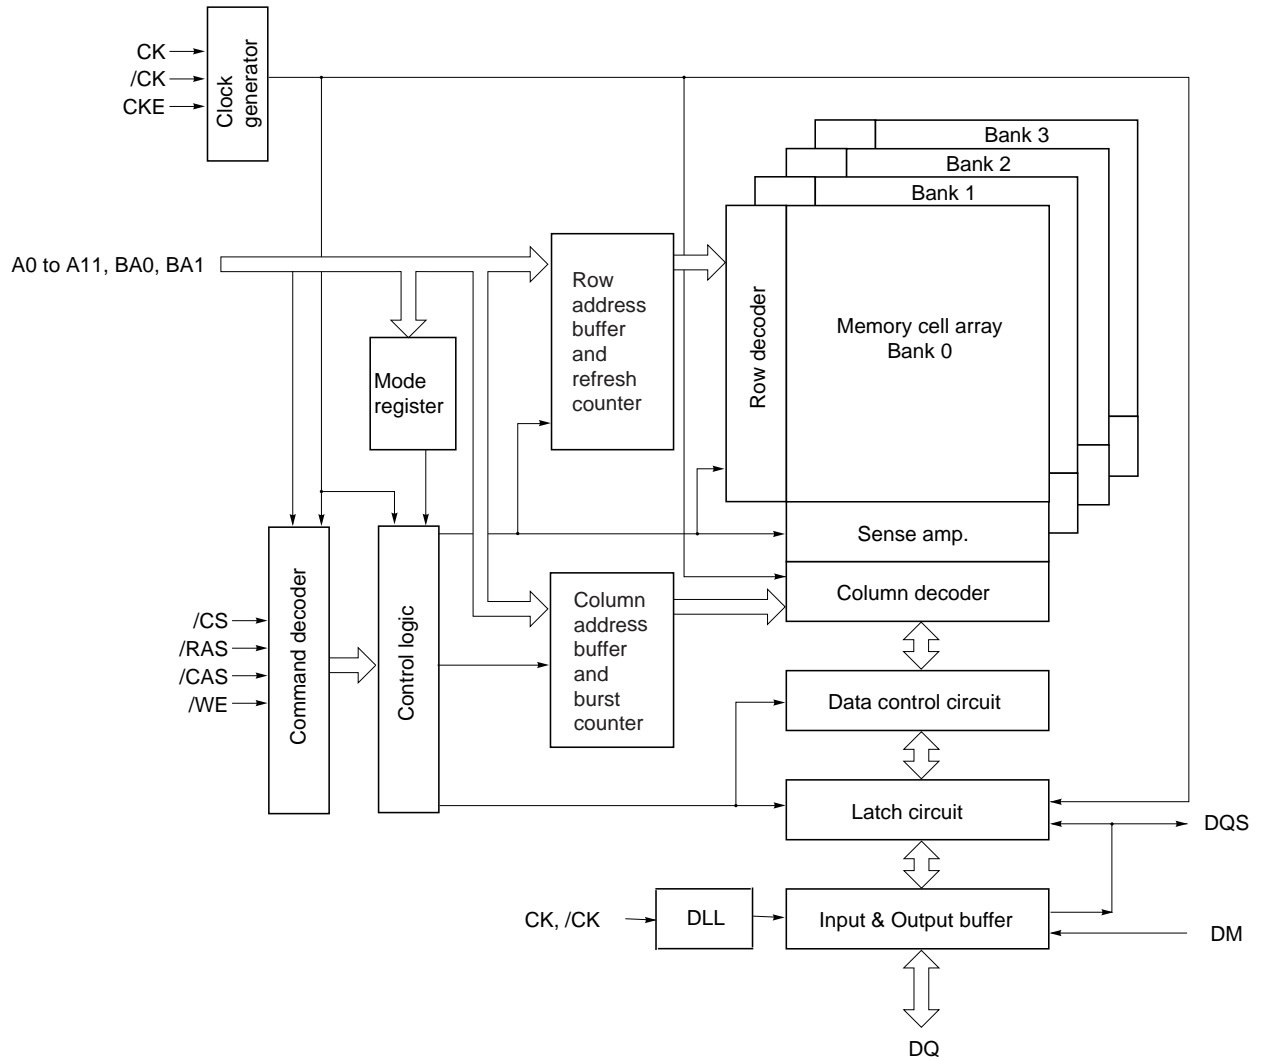 CK
/CK
CKE
Clock
generator
Bank 3
Bank 2
Bank 1
A0 to A11, BA0, BA1
Row
address
buffer
and
refresh
counter
Row decoder
Memory cell array
Bank 0
Mode
register
Sense amp.
Column decoder
Command decoder
Control logic
Column
address
buffer
and
burst
counter
/CS
/RAS
/CAS
/WE
Data control circuit
Latch circuit
DQS
CK, /CK
DLL
Input & Output buffer
DM
DQ